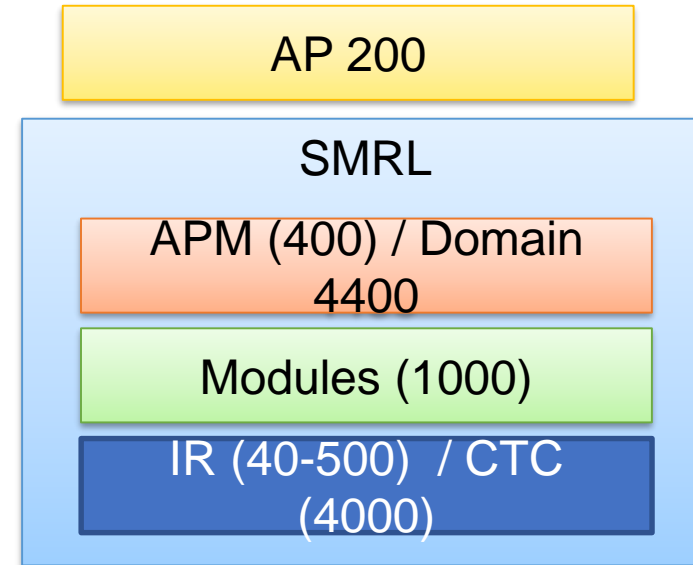 AP 200
SMRL
APM (400) / Domain
4400
Modules (1000)
IR (40-500) / CTC
(4000)